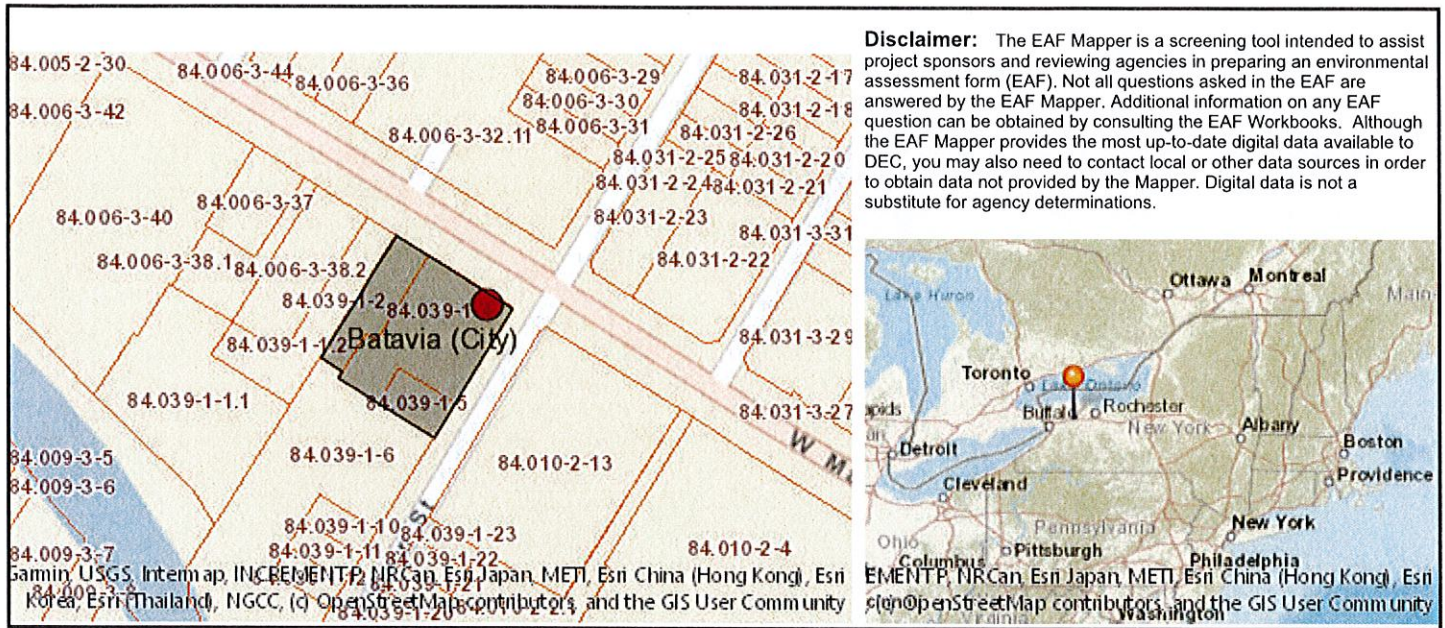 84.005-2-30
84.006-3-44
84.006-3-36
84.006-3-29
84.031-2-17
84.006-3-42
84.006-3-30
84.031-2-18
84.006-3-32.11
84.006-3-31
84.031-2-26
84.031-2-25
84.031-2-20
84.031-2-24
84.031-2-21
84.006-3-37
84.006-3-40
84.031-2-23
84.031-3-31
84.006-3-38.1
84.006-3-38.2
84.031-2-22
84.039-1-2
84.039-1
Batavia (City)
84.039-1-1.2
84.031-3-29
84.039-1-1.1
84.039-1-5
84.031-3-27
W M
84.009-3-5
84.039-1-6
84.010-2-13
84.009-3-6
St
84.039-1-10
84.039-1-23
84.039-1-11
84.039-1-22
84.010-2-4
84.009-3-7
Garmin, USGS, Intermap, INCREMENT P, NRCan, Esri Japan, METI, Esri China (Hong Kong), Esri
Korea, Esri (Thailand), NGCC, (c) OpenStreetMap contributors, and the GIS User Community
84.039-1-20
Disclaimer: The EAF Mapper is a screening tool intended to assist
project sponsors and reviewing agencies in preparing an environmental
assessment form (EAF). Not all questions asked in the EAF are
answered by the EAF Mapper. Additional information on any EAF
question can be obtained by consulting the EAF Workbooks. Although
the EAF Mapper provides the most up-to-date digital data available to
DEC, you may also need to contact local or other data sources in order
to obtain data not provided by the Mapper. Digital data is not a
substitute for agency determinations.
Lake Huron
Ottawa
Montreal
Main
Toronto
Lake Ontario
apids
Buffalo
Rochester
New York
Albany
Detroit
Boston
Cleveland
Providence
Pennsylvania
New York
Ohio
Pittsburgh
Philadelphia
Columbus
EMENT P, NRCan, Esri Japan, METI, Esri China (Hong Kong), Esri
OpenStreetMap contributors, and the GIS User Community
Washington
Virginia